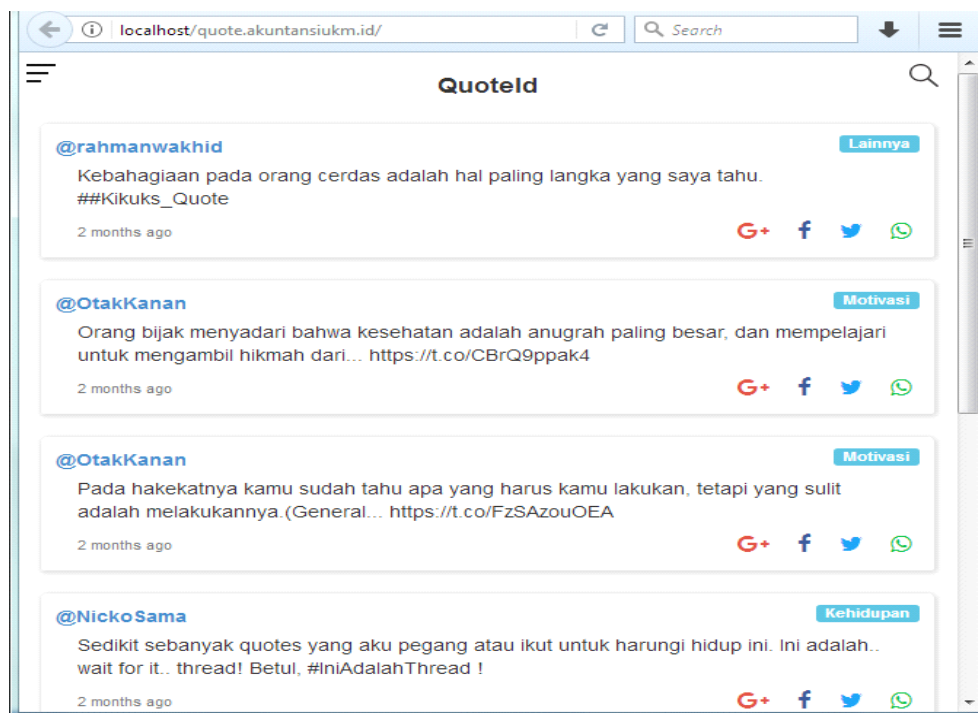 localhost/quote.akuntansiukm.id/
Search
QuoteId
@rahmanwakhid
Lainnya
Kebahagiaan pada orang cerdas adalah hal paling langka yang saya tahu.
##Kikuks_Quote
2 months ago
G+
@OtakKanan
Motivasi
Orang bijak menyadari bahwa kesehatan adalah anugrah paling besar, dan mempelajari
untuk mengambil hikmah dari... https://t.co/CBrQ9ppak4
2 months ago
G+
@OtakKanan
Motivasi
Pada hakekatnya kamu sudah tahu apa yang harus kamu lakukan, tetapi yang sulit
adalah melakukannya.(General... https://t.co/FzSAzouOEA
2 months ago
G+
@NickoSama
Kehidupan
Sedikit sebanyak quotes yang aku pegang atau ikut untuk harungi hidup ini. Ini adalah..
wait for it.. thread! Betul, #IniAdalahThread !
2 months ago
G+